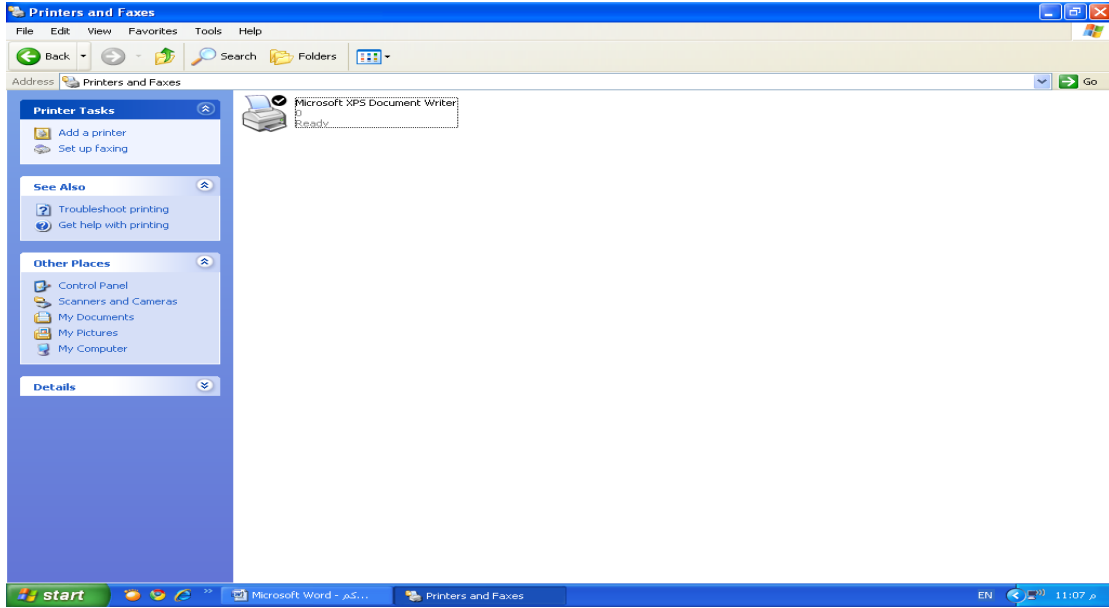 Printers and Faxes
File Edit View Favorites Tools Help
Back Search Folders
Address Printers and Faxes Go
Printer Tasks
Add a printer
Set up faxing
See Also
Troubleshoot printing
Get help with printing
Other Places
Control Panel
Scanners and Cameras
My Documents
My Pictures
My Computer
Details
Microsoft XPS Document Writer
0
Ready
start Microsoft Word - كم... Printers and Faxes EN 11:07 م